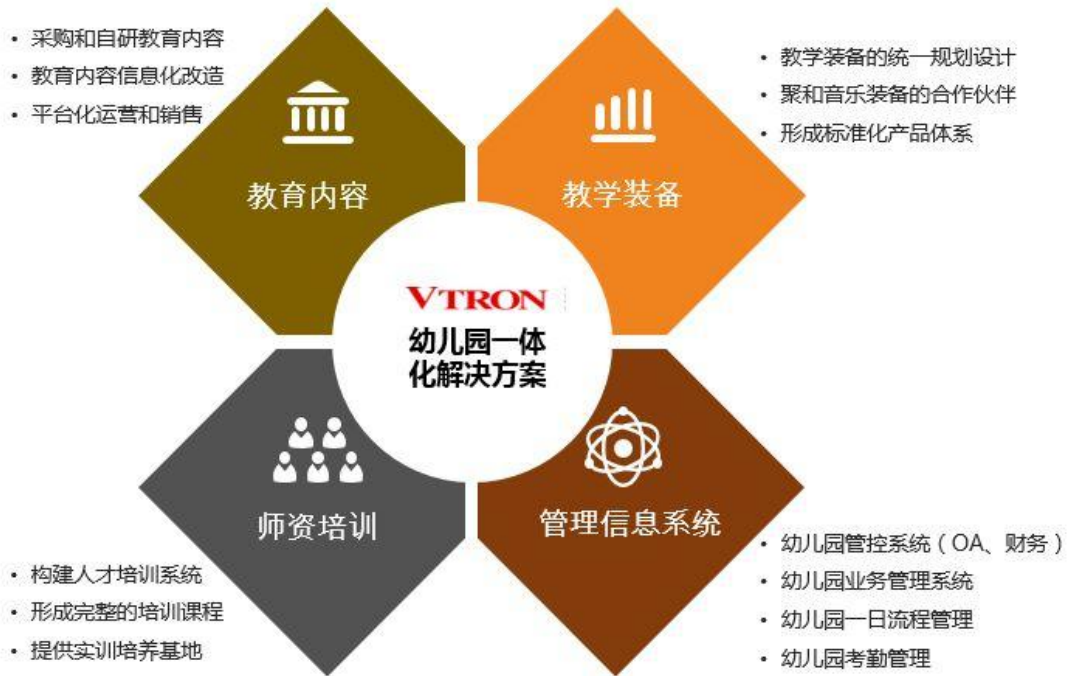 • 采购和自研教育内容
• 教育内容信息化改造
• 平台化运营和销售
教育内容
• 教学装备的统一规划设计
• 聚和音乐装备的合作伙伴
• 形成标准化产品体系
教学装备
VTRON
幼儿园一体
化解决方案
师资培训
• 构建人才培训系统
• 形成完整的培训课程
• 提供实训培养基地
管理信息系统
• 幼儿园管控系统（OA、财务）
• 幼儿园业务管理系统
• 幼儿园一日流程管理
• 幼儿园考勤管理